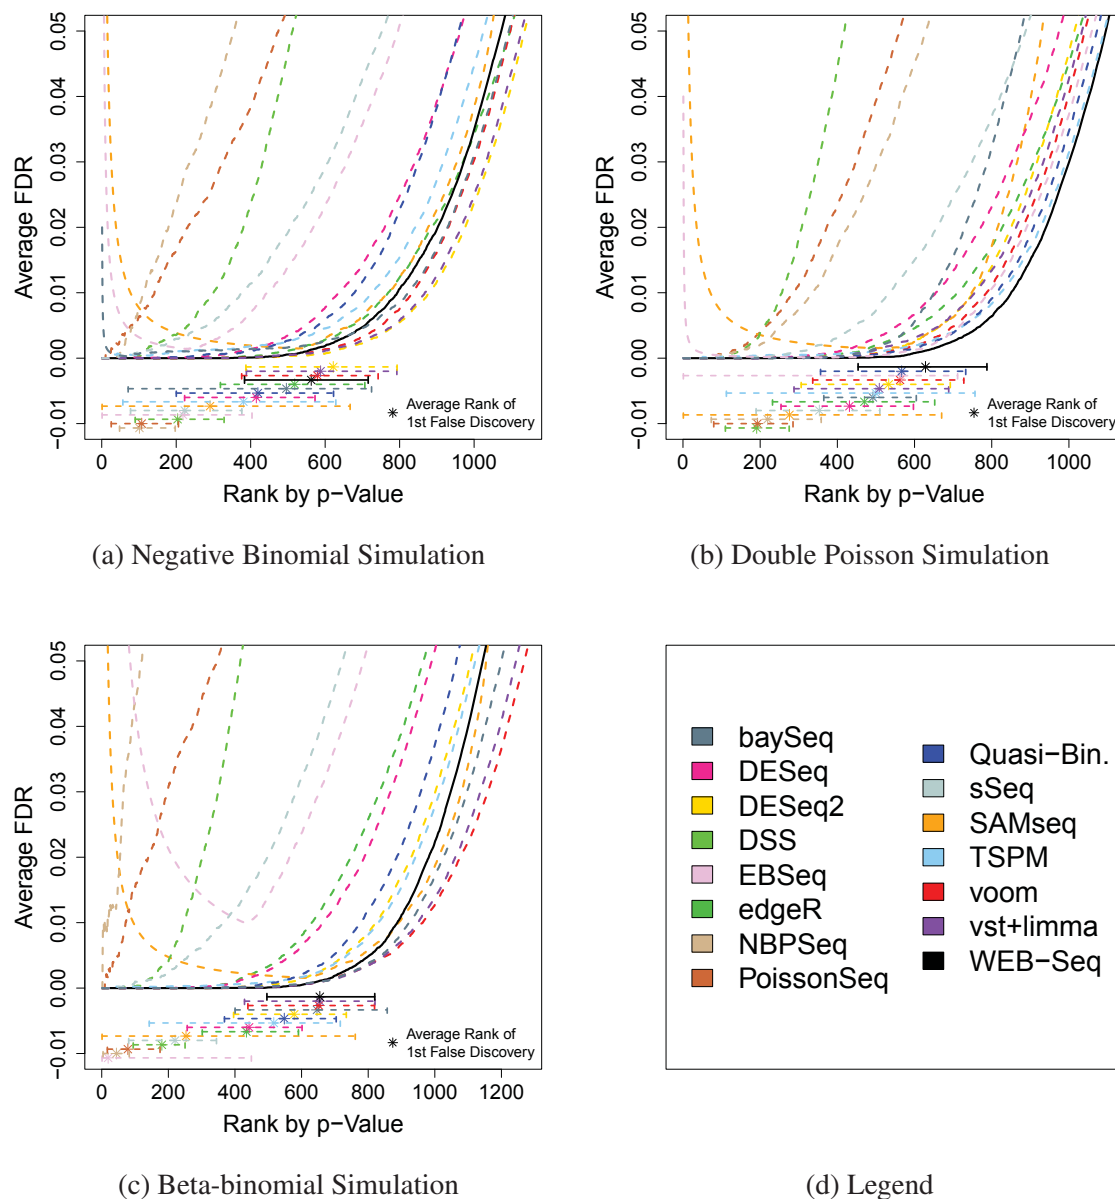 0.05
0.04
0.03
0.02
0.01
0.00
−0.01
Average FDR
Average Rank of
1st False Discovery
0 200 400 600 800 1000
Rank by p−Value
(a) Negative Binomial Simulation
0.05
0.04
0.03
0.02
0.01
0.00
−0.01
Average FDR
Average Rank of
1st False Discovery
0 200 400 600 800 1000
Rank by p−Value
(b) Double Poisson Simulation
0.05
0.04
0.03
0.02
0.01
0.00
−0.01
Average FDR
Average Rank of
1st False Discovery
0 200 400 600 800 1000 1200
Rank by p−Value
(c) Beta-binomial Simulation
baySeq
DESeq
DESeq2
DSS
EBSeq
edgeR
NBPSeq
PoissonSeq
Quasi−Bin.
sSeq
SAMseq
TSPM
voom
vst+limma
WEB−Seq
(d) Legend